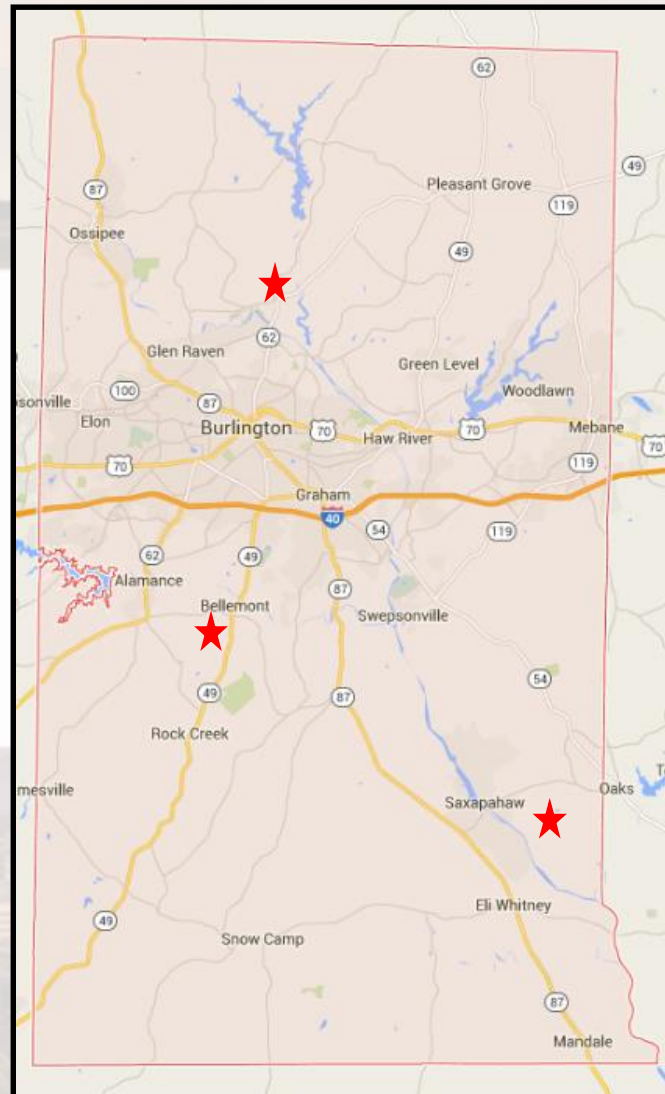 62
49
87
Pleasant Grove
119
Ossipee
49
62
Glen Raven
Green Level
100
Woodlawn
psonville
87
Elon
Burlington
70
70
Mebane
Haw River
70
70
119
Graham
40
54
119
62
49
Alamance
87
Bellemont
Swepsonville
54
49
87
Rock Creek
mesville
Oaks
Saxapahaw
Eli Whitney
49
Snow Camp
87
Mandale